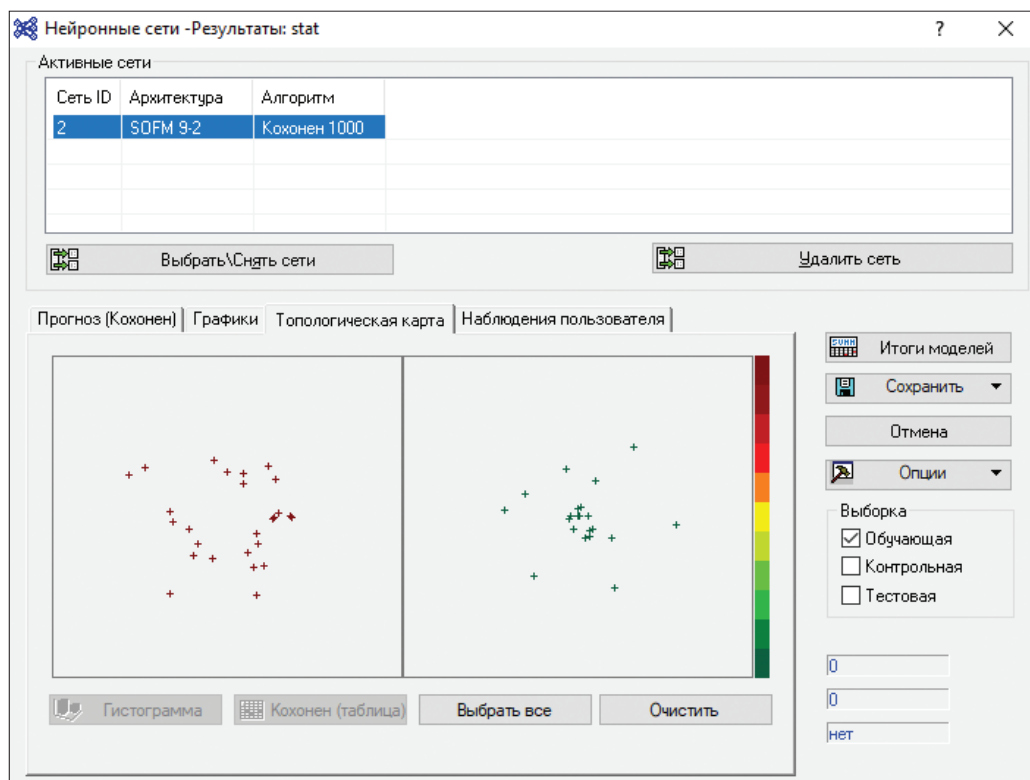 Нейронные сети -Результаты: stat
?
Активные сети
Сеть ID Архитектура Алгоритм
2 SOFM 9-2 Кохонен 1000
Выбрать\Снять сети
Удалить сеть
Прогноз (Кохонен) Графики Топологическая карта Наблюдения пользователя
SUMM Итоги моделей
Сохранить
Отмена
Опции
Выборка
Обучающая
Контрольная
Тестовая
0
0
нет
Гистограмма Кохонен (таблица) Выбрать все Очистить